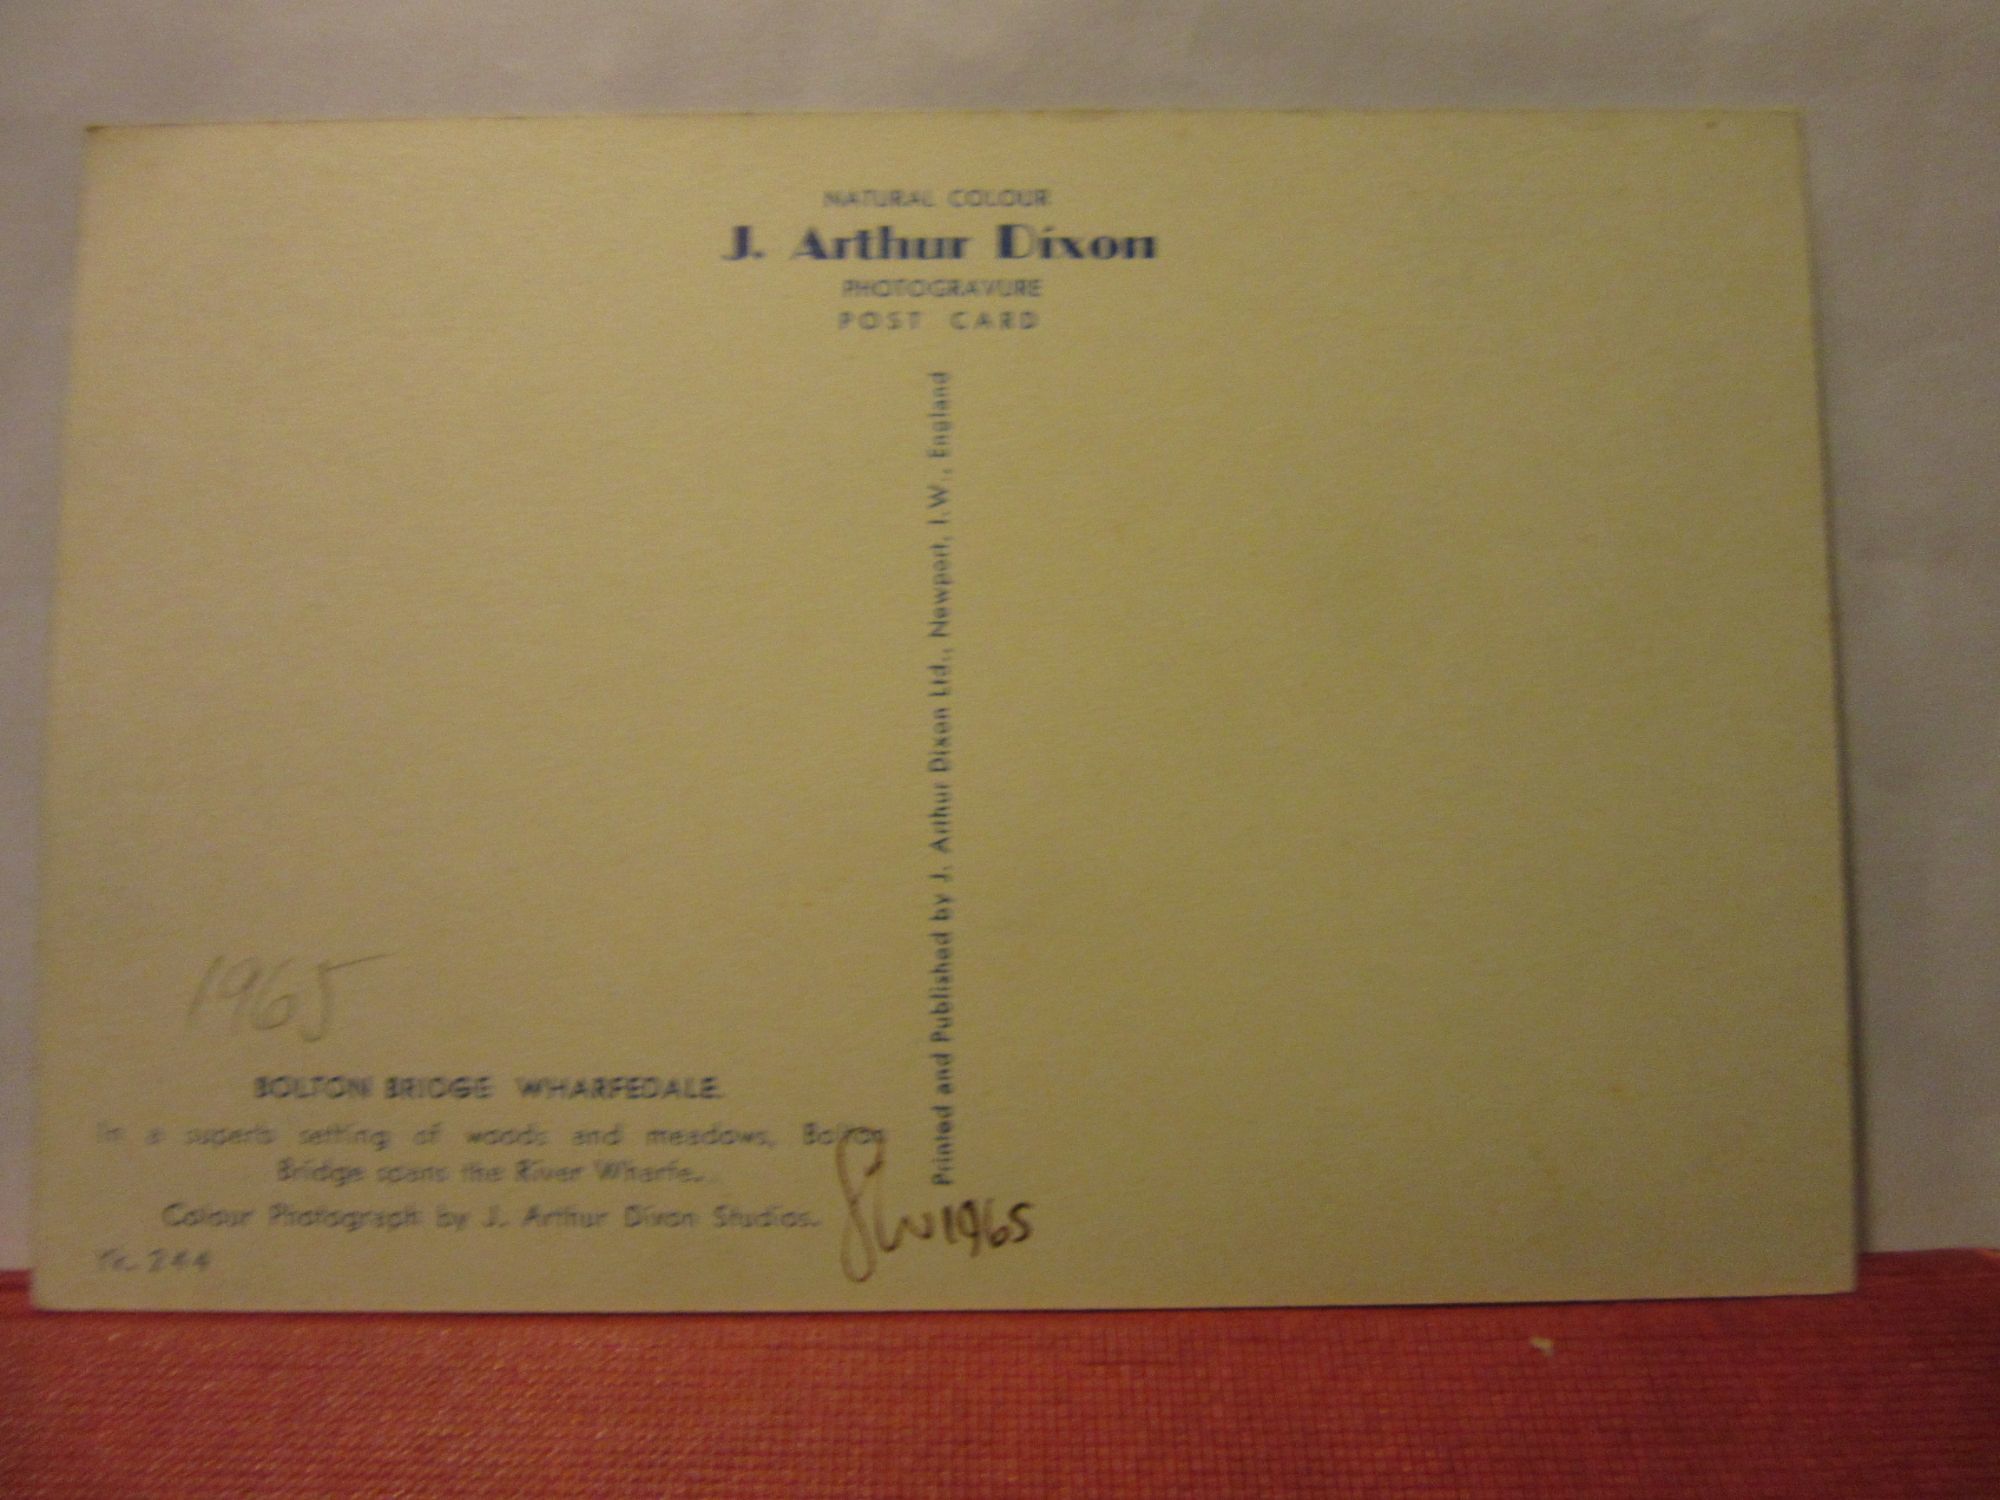 NATURAL COLOUR
J. Arthur Dixon
PHOTOGRAVURE
POST CARD
Printed and Published by J. Arthur Dixon Ltd., Newport, I.W., England
1965
BOLTON BRIDGE WHARFEDALE.
In a superb setting of woods and meadows, Bolton
Bridge spans the River Wharfe.
Colour Photograph by J. Arthur Dixon Studios.
1965
244